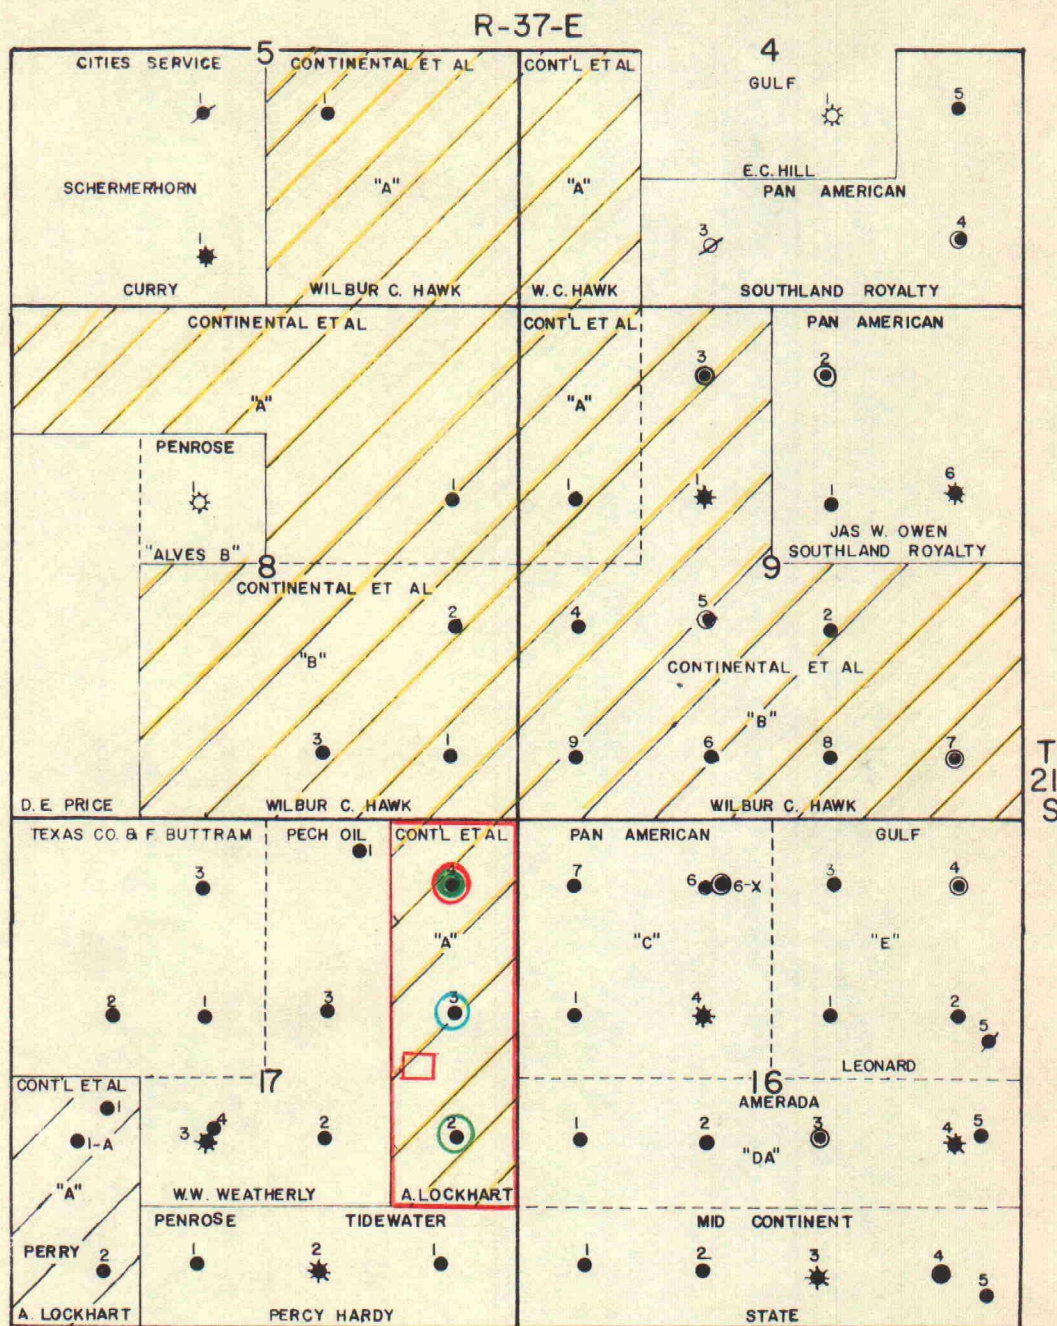 R-37-E
5
4
CITIES SERVICE
CONTINENTAL ET AL
CONT'L ET AL
GULF
1
1
1
5
SCHERMERHORN
"A"
"A"
E.C. HILL
PAN AMERICAN
1
3
4
CURRY
WILBUR C. HAWK
W.C. HAWK
SOUTHLAND ROYALTY
CONTINENTAL ET AL
CONT'L ET AL
PAN AMERICAN
3
2
"A"
"A"
PENROSE
1
1
1
1
1
6
"ALVES B"
JAS W. OWEN
SOUTHLAND ROYALTY
8
9
CONTINENTAL ET AL
2
4
5
2
"B"
CONTINENTAL ET AL
"B"
3
1
9
6
8
7
T
21
S
D.E. PRICE
WILBUR C. HAWK
WILBUR C. HAWK
TEXAS CO. & F. BUTTRAM
PECH OIL
CONT'L ET AL
PAN AMERICAN
GULF
1
3
4
7
6
6-X
3
4
"A"
"C"
"E"
2
1
3
3
1
4
1
2
5
LEONARD
CONT'L ET AL
17
16
AMERADA
1
1-A
3
4
2
2
1
2
3
4
5
"A"
"DA"
W.W. WEATHERLY
A. LOCKHART
PENROSE
TIDEWATER
MID CONTINENT
PERRY
2
1
2
1
1
2
3
4
5
A. LOCKHART
PERCY HARDY
STATE